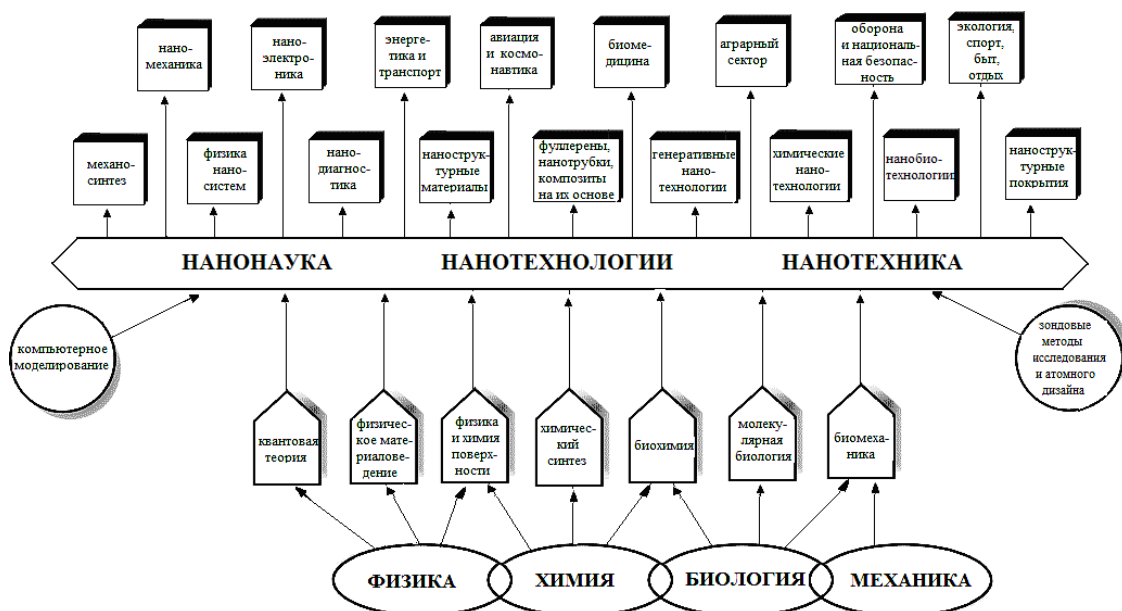 нано-
механика
нано-
электро-
ника
энерге-
тика и
транспорт
авиация
и космо-
навтика
биоме-
дицина
аграрный
сектор
оборона
и националь-
ная безопас-
ность
экология,
спорт,
быт,
отдых
механо-
синтез
физика
нано-
систем
нано-
диагнос-
тика
нанострук-
турные
материалы
фуллерены,
нанотрубки,
композиты
на их основе
генеративные
нано-
технологии
химические
нано-
технологии
нанобио-
технологии
нанострук-
турные
покрытия
НАНОНАУКА НАНОТЕХНОЛОГИИ НАНОТЕХНИКА
компьютерное
моделирование
зондовые
методы
исследования
и атомного
дизайна
квантовая
теория
физичес-
кое мате-
риалове-
дение
физика
и химия
поверх-
ности
химичес-
кий
синтез
биохимия
молеку-
лярная
биология
биомеха-
ника
ФИЗИКА ХИМИЯ БИОЛОГИЯ МЕХАНИКА